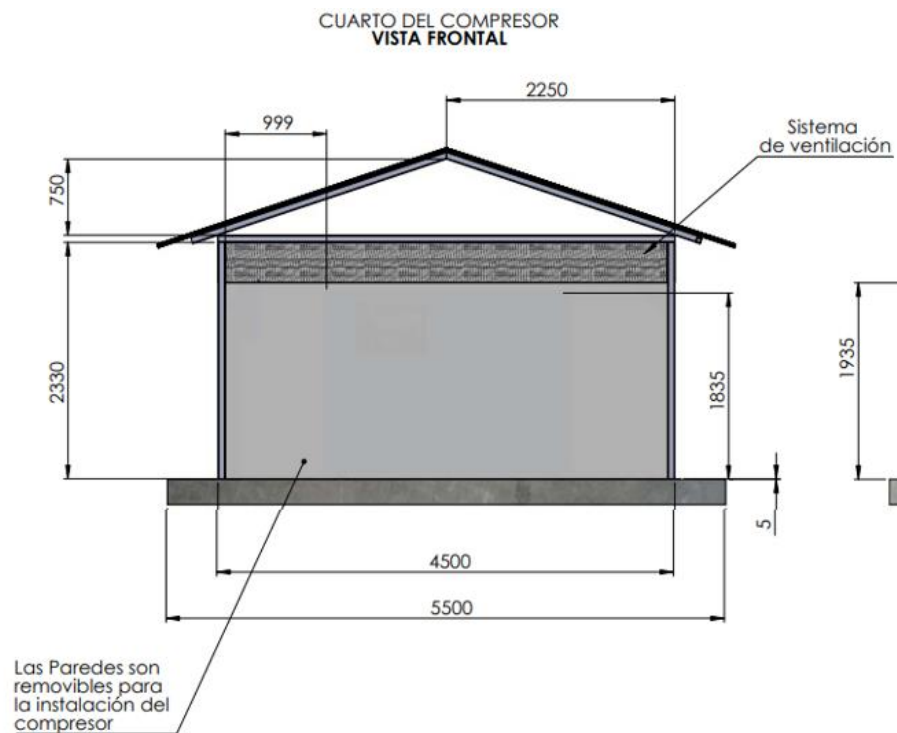 CUARTO DEL COMPRESOR
VISTA FRONTAL
2250
999
Sistema
de ventilación
750
2330
1835
1935
5
4500
5500
Las Paredes son
removibles para
la instalación del
compresor